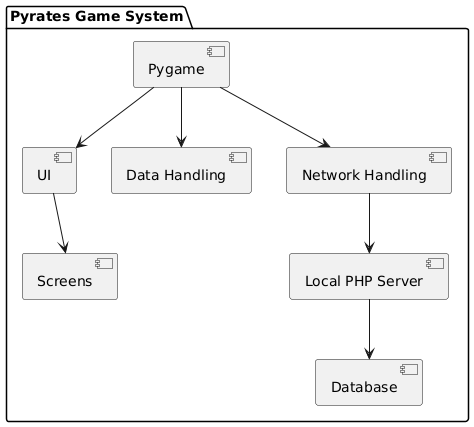 Pyrates Game System
Pygame
UI
Data Handling
Network Handling
Screens
Local PHP Server
Database